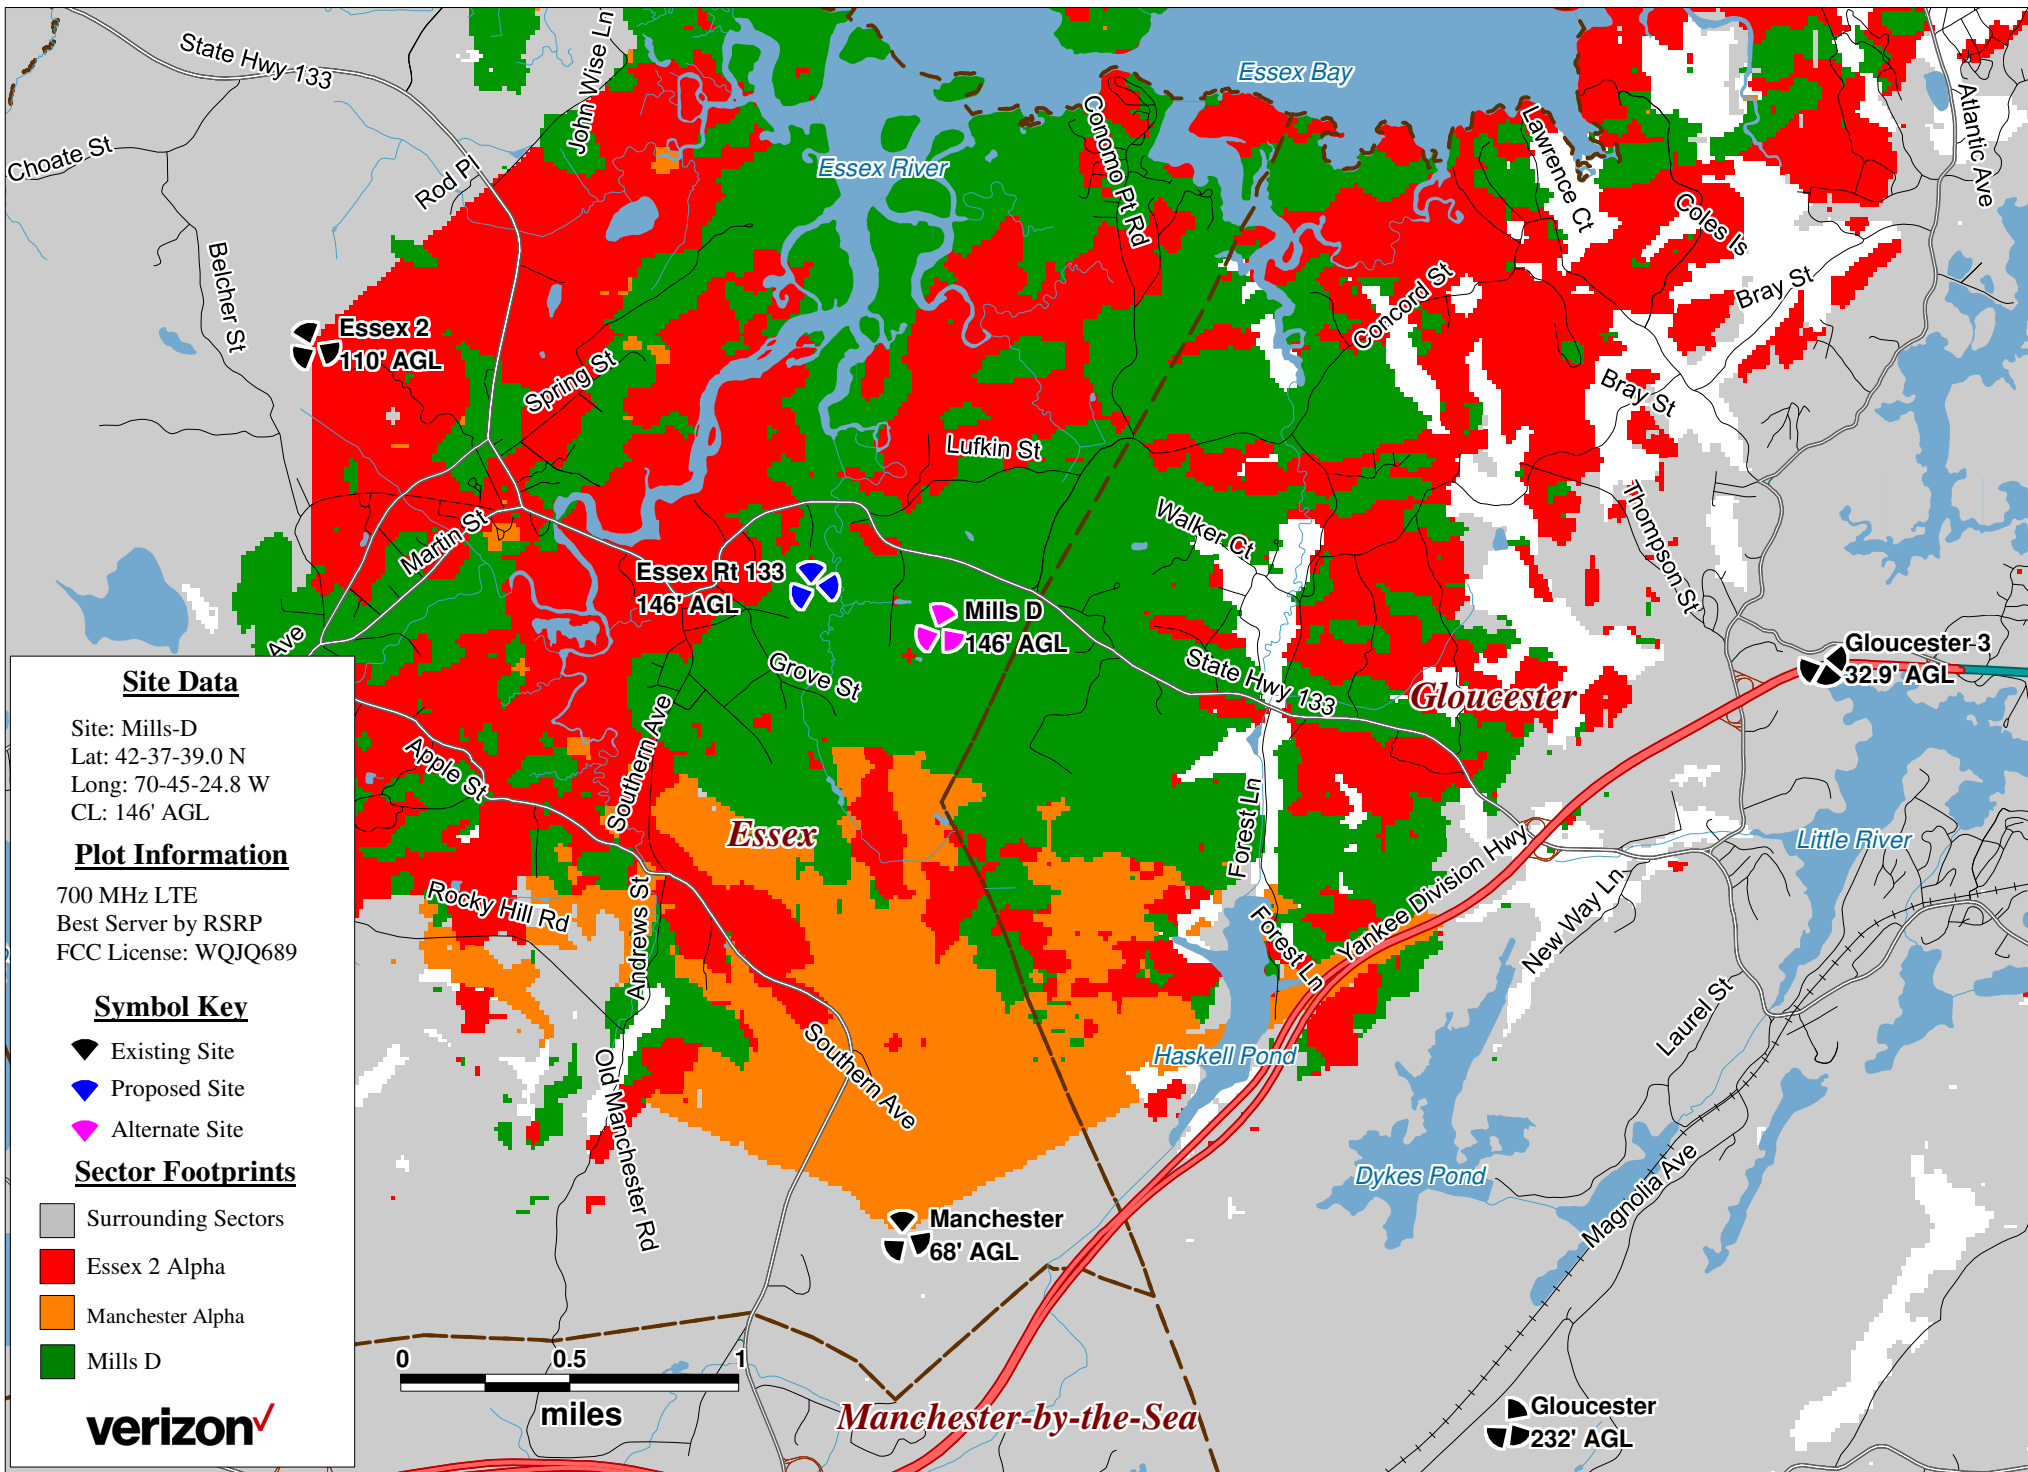 State Hwy 133
John Wise Ln
Essex Bay
Atlantic Ave
Choate St
Rod Pl
Essex River
Conomo Pt Rd
Lawrence Ct
Coles Is
Belcher St
Bray St
Concord St
Essex 2
110' AGL
Spring St
Bray St
Lufkin St
Martin St
Walker Ct
Thompson St
Essex Rt 133
146' AGL
Mills D
146' AGL
Ave
Grove St
State Hwy 133
Gloucester
Gloucester-3
32.9' AGL
Southern Ave
Apple St
Essex
Forest Ln
Yankee Division Hwy
Little River
Rocky Hill Rd
Andrews St
Forest Ln
New Way Ln
Laurel St
Southern Ave
Haskell Pond
Old Manchester Rd
Dykes Pond
Magnolia Ave
Manchester
68' AGL
Manchester-by-the-Sea
Gloucester
232' AGL
0 0.5 1
miles
Site Data
Site: Mills-D
Lat: 42-37-39.0 N
Long: 70-45-24.8 W
CL: 146' AGL
Plot Information
700 MHz LTE
Best Server by RSRP
FCC License: WQJQ689
Symbol Key
Existing Site
Proposed Site
Alternate Site
Sector Footprints
Surrounding Sectors
Essex 2 Alpha
Manchester Alpha
Mills D
verizon